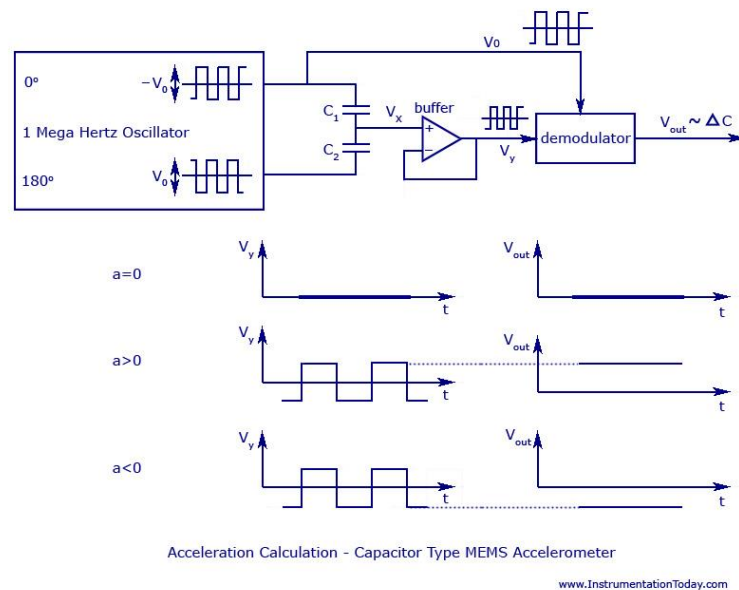 V0
0º
−V0
C1
Vx
buffer
+
−
Vy
demodulator
Vout ~ ΔC
1 Mega Hertz Oscillator
C2
180º
V0
a=0
Vy
t
Vout
t
a>0
Vy
t
Vout
t
a<0
Vy
t
Vout
t
Acceleration Calculation - Capacitor Type MEMS Accelerometer
www.InstrumentationToday.com